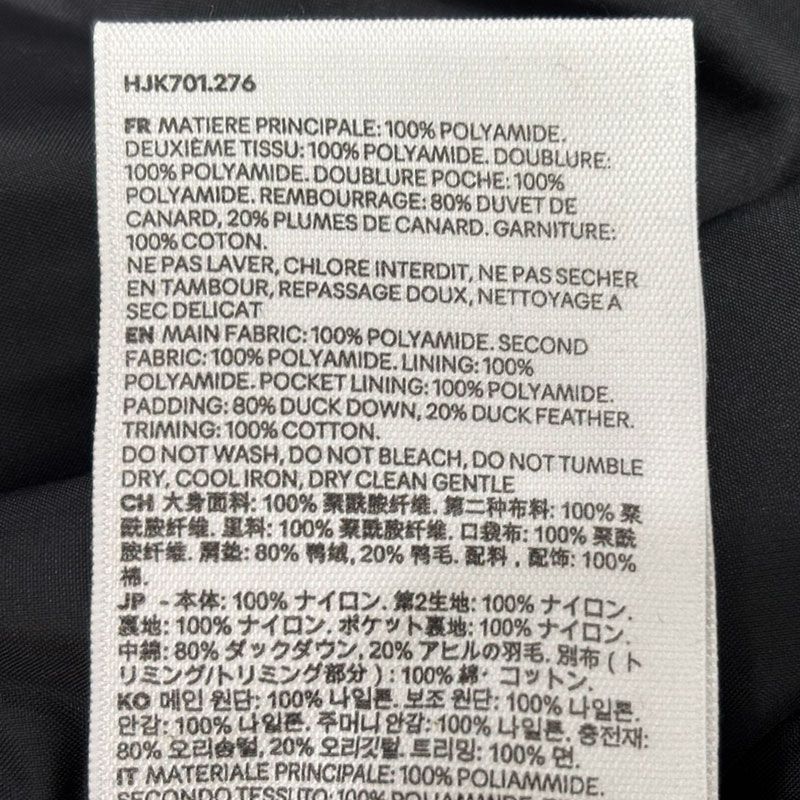 HJK701.276
FR MATIERE PRINCIPALE: 100% POLYAMIDE.
DEUXIÈME TISSU: 100% POLYAMIDE. DOUBLURE:
100% POLYAMIDE. DOUBLURE POCHE: 100%
POLYAMIDE. REMBOURRAGE: 80% DUVET DE
CANARD, 20% PLUMES DE CANARD. GARNITURE:
100% COTON.
NE PAS LAVER, CHLORE INTERDIT, NE PAS SECHER
EN TAMBOUR, REPASSAGE DOUX, NETTOYAGE A
SEC DELICAT
EN MAIN FABRIC: 100% POLYAMIDE. SECOND
FABRIC: 100% POLYAMIDE. LINING: 100%
POLYAMIDE. POCKET LINING: 100% POLYAMIDE.
PADDING: 80% DUCK DOWN, 20% DUCK FEATHER.
TRIMING: 100% COTTON.
DO NOT WASH, DO NOT BLEACH, DO NOT TUMBLE
DRY, COOL IRON, DRY CLEAN GENTLE
CH 大身面料: 100% 聚酰胺纤维. 第二种布料: 100% 聚
酰胺纤维. 里料: 100% 聚酰胺纤维. 口袋布: 100% 聚酰
胺纤维. 肩垫: 80% 鸭绒, 20% 鸭毛. 配料 , 配饰: 100%
棉.
JP - 本体: 100% ナイロン. 第2生地: 100% ナイロン.
裏地: 100% ナイロン. ポケット裏地: 100% ナイロン.
中綿: 80% ダックダウン, 20% アヒルの羽毛. 別布 ( ト
リミング/トリミング部分 ) : 100% 綿・コットン.
KO 메인 원단: 100% 나일론. 보조 원단: 100% 나일론.
안감: 100% 나일론. 주머니 안감: 100% 나일론. 충전재:
80% 오리솜털, 20% 오리깃털. 트리밍: 100% 면.
IT MATERIALE PRINCIPALE: 100% POLIAMMIDE.
SECONDO TESSUTO: 100% POLIAMMIDE.